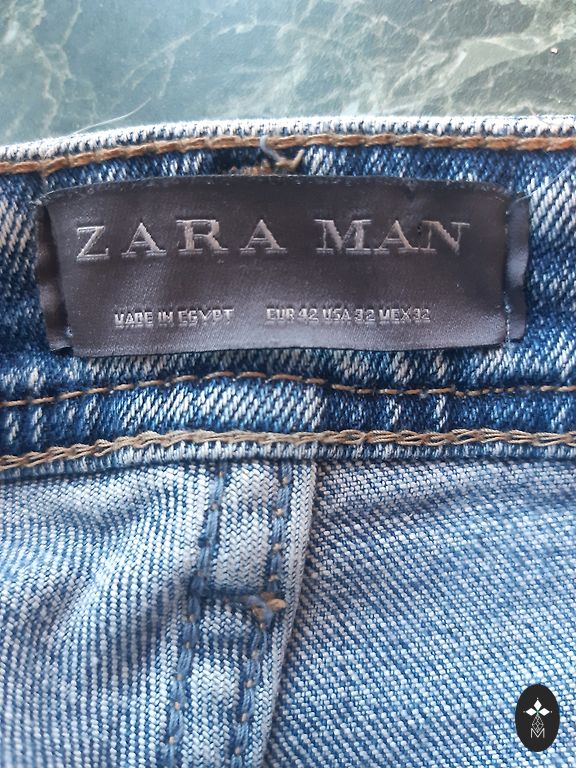 ZARA MAN
MADE IN EGYPT EUR 42 USA 32 MEX 32
M